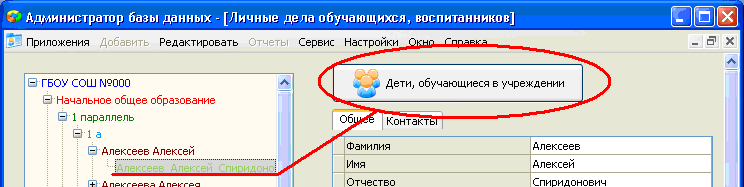 Администратор базы данных - [Личные дела обучающихся, воспитанников]
Приложения Добавить Редактировать Отчеты Сервис Настройки Окно Справка
Дети, обучающиеся в учреждении
ГБОУ СОШ №000
Начальное общее образование
1 параллель
1 а
Алексеев Алексей
Алексеев Алексей Спиридоно
Алексеева Алексея
Общее Контакты
Фамилия Алексеев
Имя Алексей
Отчество Спиридонович